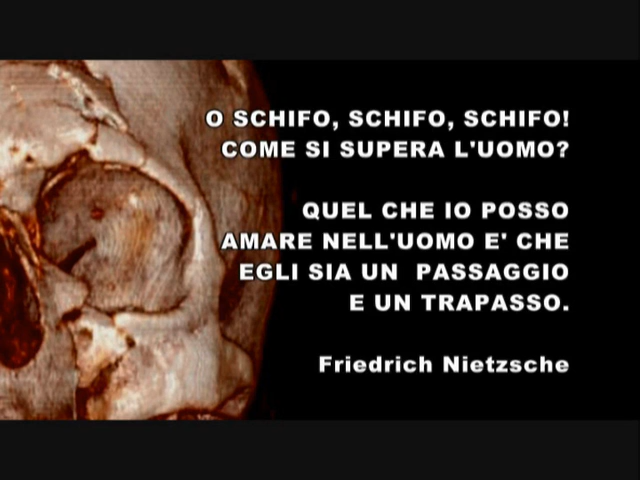 O SCHIFO, SCHIFO, SCHIFO!
COME SI SUPERA L'UOMO?
QUEL CHE IO POSSO
AMARE NELL'UOMO E' CHE
EGLI SIA UN PASSAGGIO
E UN TRAPASSO.
Friedrich Nietzsche